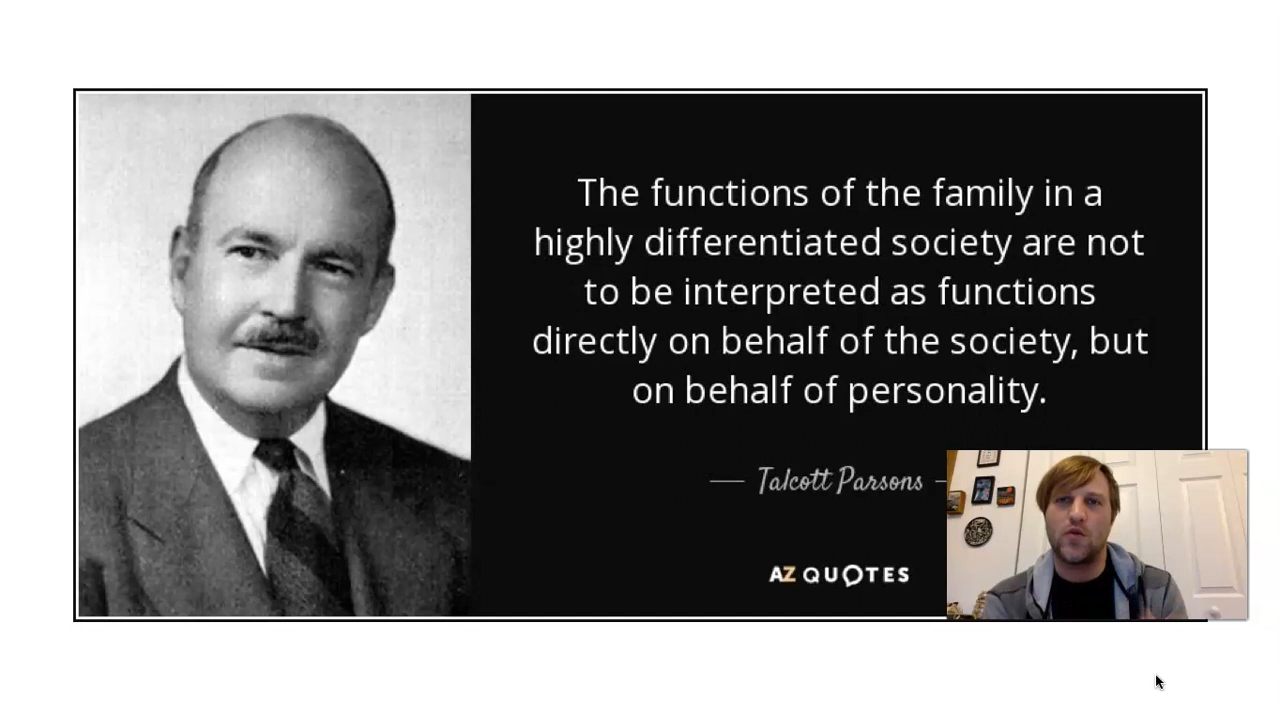 The functions of the family in a
highly differentiated society are not
to be interpreted as functions
directly on behalf of the society, but
on behalf of personality.
— Talcott Parsons —
AZ QUOTES